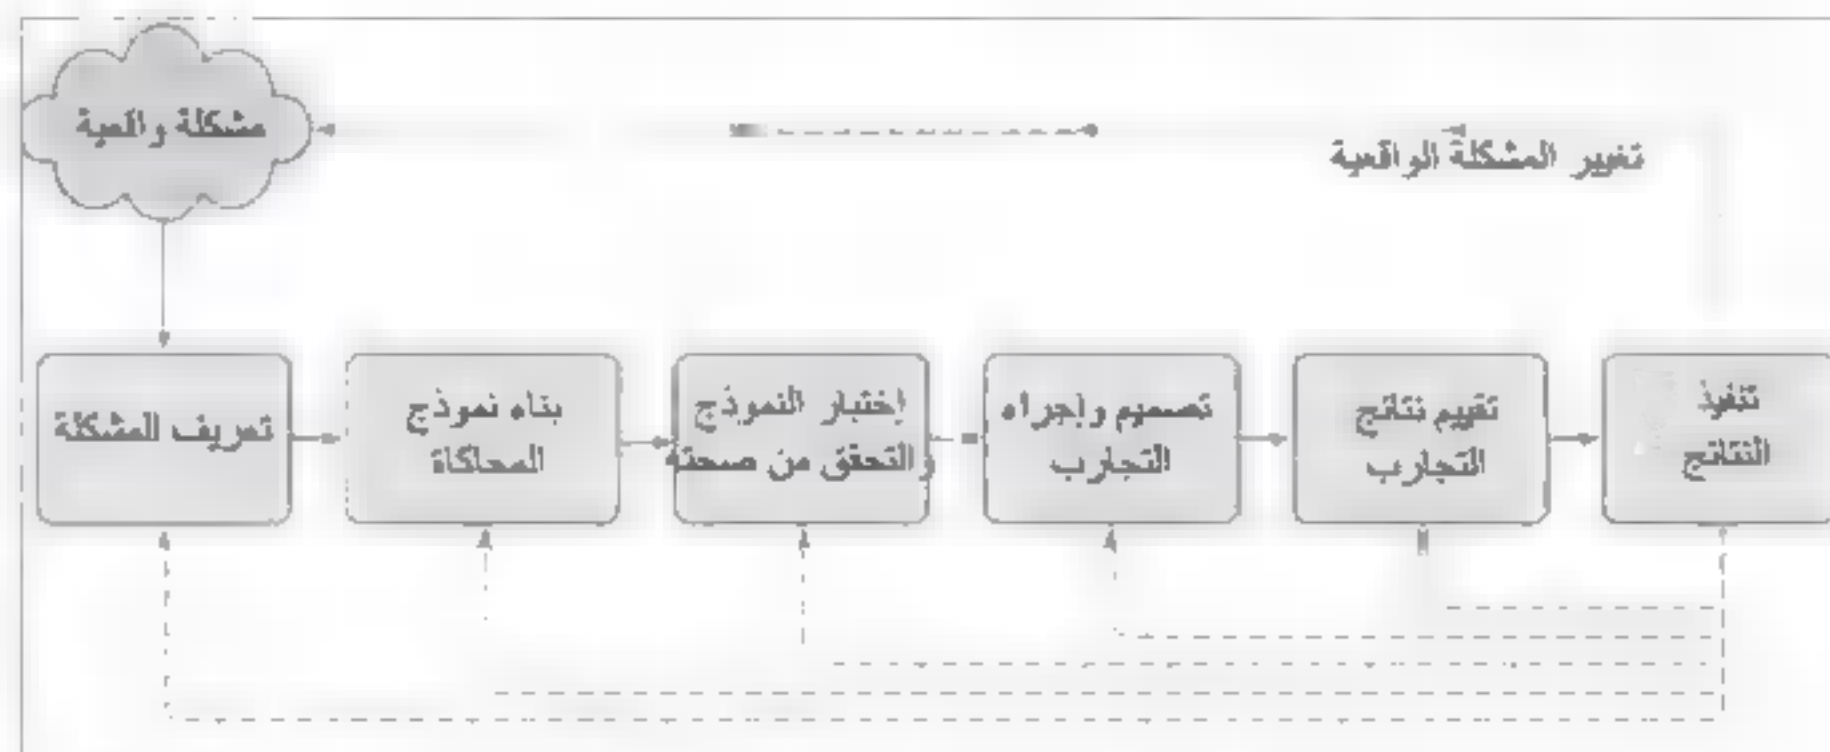 مشكلة واقعية
تغيير المشكلة الواقعية
تعريف المشكلة
بناء نموذج
المحاكاة
إختبار النموذج
والتحقق من صحته
تصميم وإجراء
التجارب
تقييم نتائج
التجارب
تنفيذ
النتائج